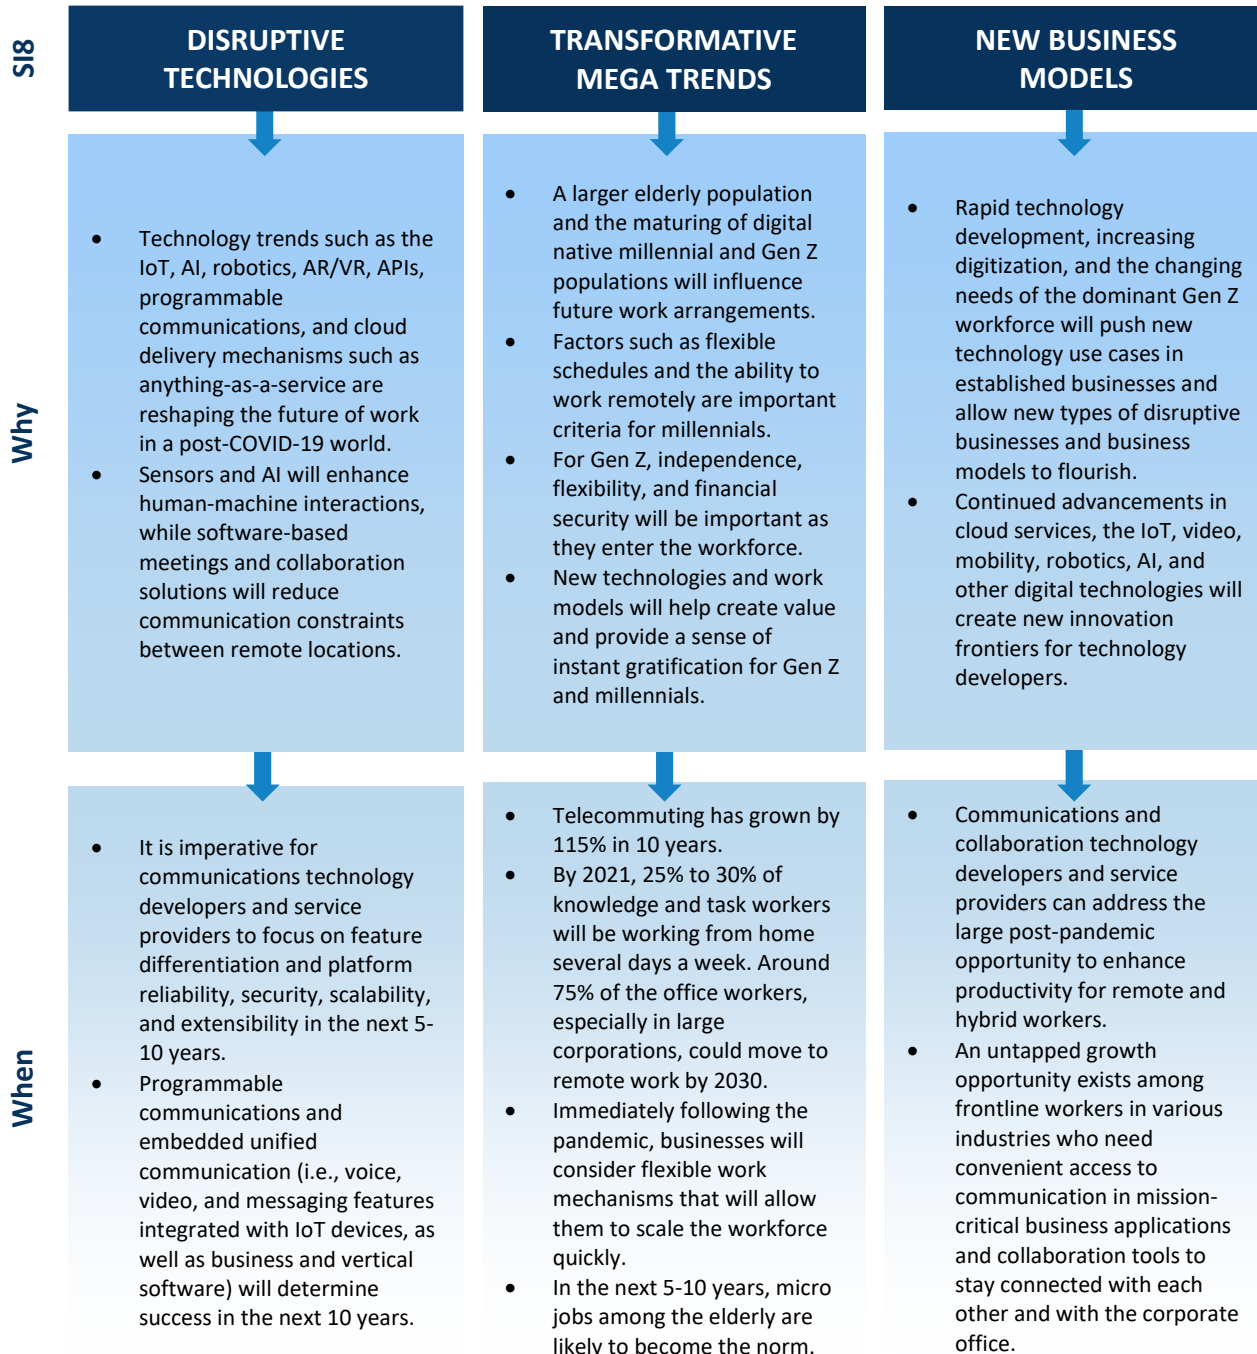 SI8
DISRUPTIVE
TECHNOLOGIES
TRANSFORMATIVE
MEGA TRENDS
NEW BUSINESS
MODELS
Why
• Technology trends such as the
IoT, AI, robotics, AR/VR, APIs,
programmable
communications, and cloud
delivery mechanisms such as
anything-as-a-service are
reshaping the future of work
in a post-COVID-19 world.
• Sensors and AI will enhance
human-machine interactions,
while software-based
meetings and collaboration
solutions will reduce
communication constraints
between remote locations.
• A larger elderly population
and the maturing of digital
native millennial and Gen Z
populations will influence
future work arrangements.
• Factors such as flexible
schedules and the ability to
work remotely are important
criteria for millennials.
• For Gen Z, independence,
flexibility, and financial
security will be important as
they enter the workforce.
• New technologies and work
models will help create value
and provide a sense of
instant gratification for Gen Z
and millennials.
• Rapid technology
development, increasing
digitization, and the changing
needs of the dominant Gen Z
workforce will push new
technology use cases in
established businesses and
allow new types of disruptive
businesses and business
models to flourish.
• Continued advancements in
cloud services, the IoT, video,
mobility, robotics, AI, and
other digital technologies will
create new innovation
frontiers for technology
developers.
When
• It is imperative for
communications technology
developers and service
providers to focus on feature
differentiation and platform
reliability, security, scalability,
and extensibility in the next 5-
10 years.
• Programmable
communications and
embedded unified
communication (i.e., voice,
video, and messaging features
integrated with IoT devices, as
well as business and vertical
software) will determine
success in the next 10 years.
• Telecommuting has grown by
115% in 10 years.
• By 2021, 25% to 30% of
knowledge and task workers
will be working from home
several days a week. Around
75% of the office workers,
especially in large
corporations, could move to
remote work by 2030.
• Immediately following the
pandemic, businesses will
consider flexible work
mechanisms that will allow
them to scale the workforce
quickly.
• In the next 5-10 years, micro
jobs among the elderly are
likely to become the norm.
• Communications and
collaboration technology
developers and service
providers can address the
large post-pandemic
opportunity to enhance
productivity for remote and
hybrid workers.
• An untapped growth
opportunity exists among
frontline workers in various
industries who need
convenient access to
communication in mission-
critical business applications
and collaboration tools to
stay connected with each
other and with the corporate
office.